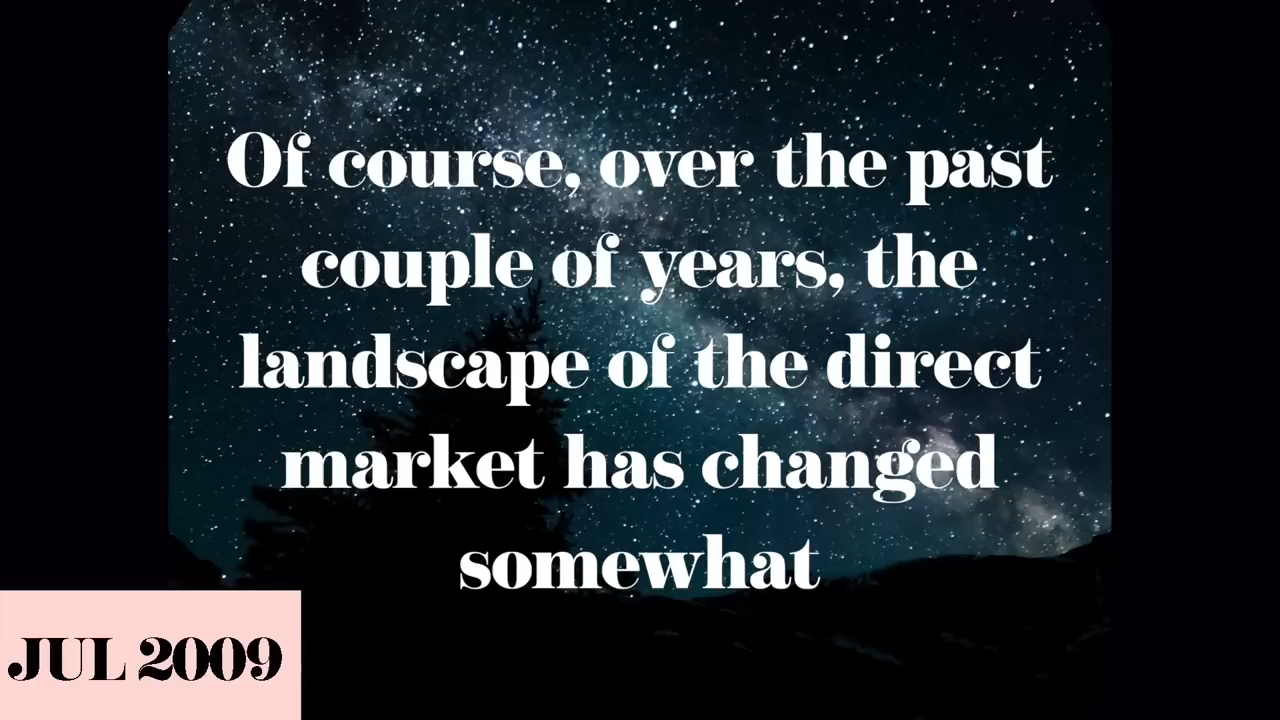 Of course, over the past
couple of years, the
landscape of the direct
market has changed
somewhat
JUL 2009